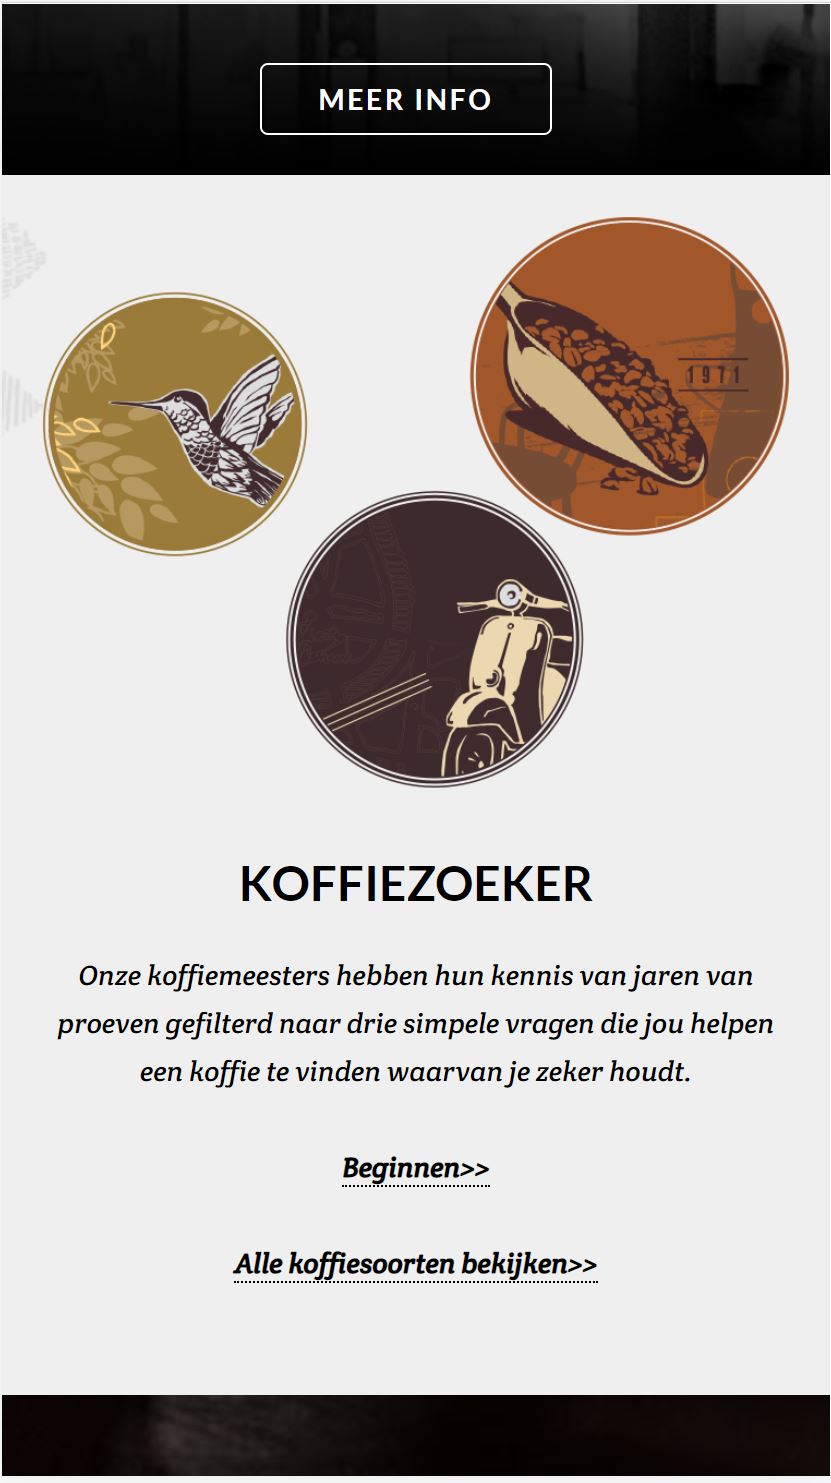 MEER INFO
1971
KOFFIEZOEKER
Onze koffiemeesters hebben hun kennis van jaren van
proeven gefilterd naar drie simpele vragen die jou helpen
een koffie te vinden waarvan je zeker houdt.
Beginnen>>
Alle koffiesoorten bekijken>>